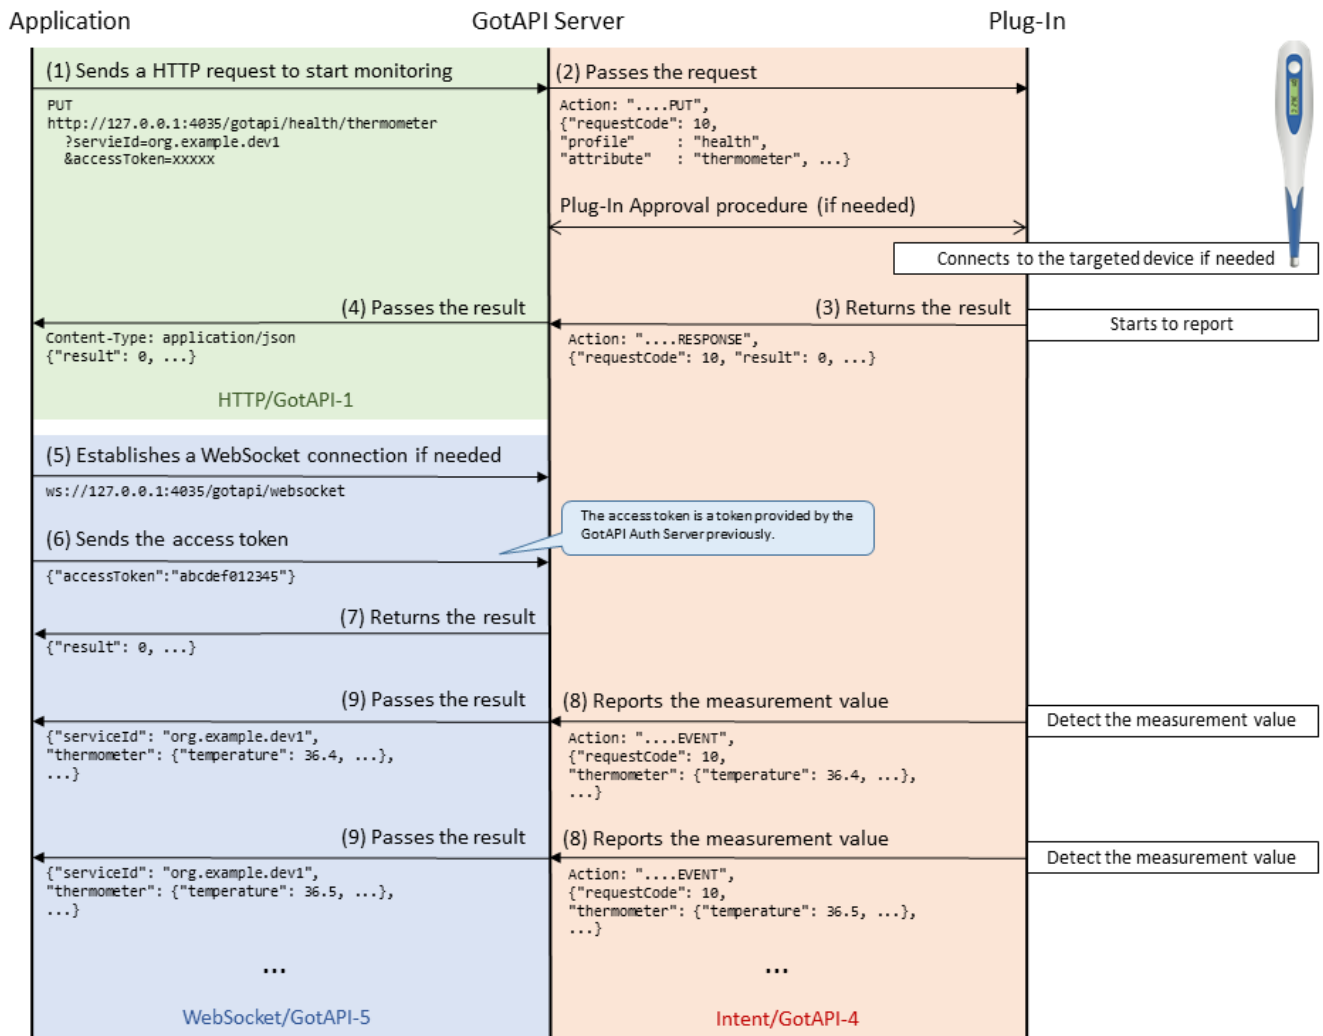 Application
GotAPI Server
Plug-In
(1) Sends a HTTP request to start monitoring
(2) Passes the request
PUT
http://127.0.0.1:4035/gotapi/health/thermometer
?servieId=org.example.dev1
&accessToken=xxxxx
Action: "....PUT",
{"requestCode": 10,
"profile" : "health",
"attribute" : "thermometer", ...}
Plug-In Approval procedure (if needed)
Connects to the targeted device if needed
(4) Passes the result
(3) Returns the result
Starts to report
Content-Type: application/json
{"result": 0, ...}
Action: "....RESPONSE",
{"requestCode": 10, "result": 0, ...}
HTTP/GotAPI-1
(5) Establishes a WebSocket connection if needed
ws://127.0.0.1:4035/gotapi/websocket
The access token is a token provided by the
GotAPI Auth Server previously.
(6) Sends the access token
{"accessToken":"abcdef012345"}
(7) Returns the result
{"result": 0, ...}
(9) Passes the result
(8) Reports the measurement value
Detect the measurement value
{"serviceId": "org.example.dev1",
"thermometer": {"temperature": 36.4, ...},
...}
Action: "....EVENT",
{"requestCode": 10,
"thermometer": {"temperature": 36.4, ...},
...}
(9) Passes the result
(8) Reports the measurement value
Detect the measurement value
{"serviceId": "org.example.dev1",
"thermometer": {"temperature": 36.5, ...},
...}
Action: "....EVENT",
{"requestCode": 10,
"thermometer": {"temperature": 36.5, ...},
...}
...
...
WebSocket/GotAPI-5
Intent/GotAPI-4